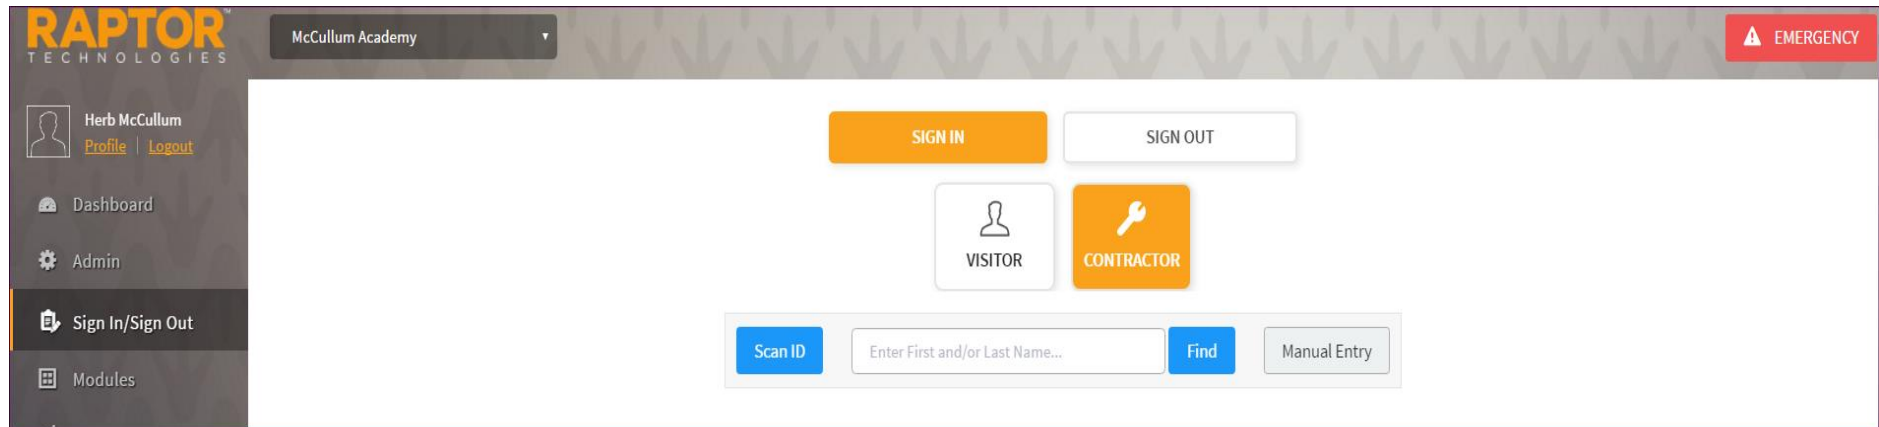 RAPTOR
TECHNOLOGIES
McCullum Academy
EMERGENCY
Herb McCullum
Profile | Logout
Dashboard
Admin
Sign In/Sign Out
Modules
SIGN IN
SIGN OUT
VISITOR
CONTRACTOR
Scan ID
Enter First and/or Last Name...
Find
Manual Entry